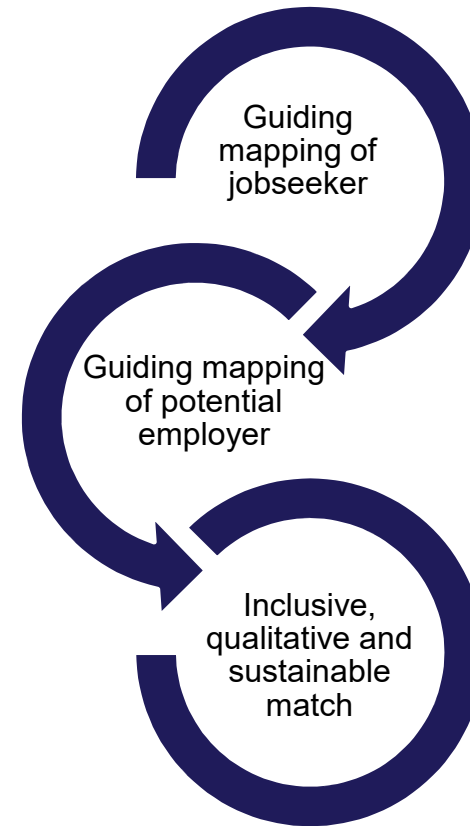 Guiding
mapping of
jobseeker
Guiding mapping
of potential
employer
Inclusive,
qualitative and
sustainable
match